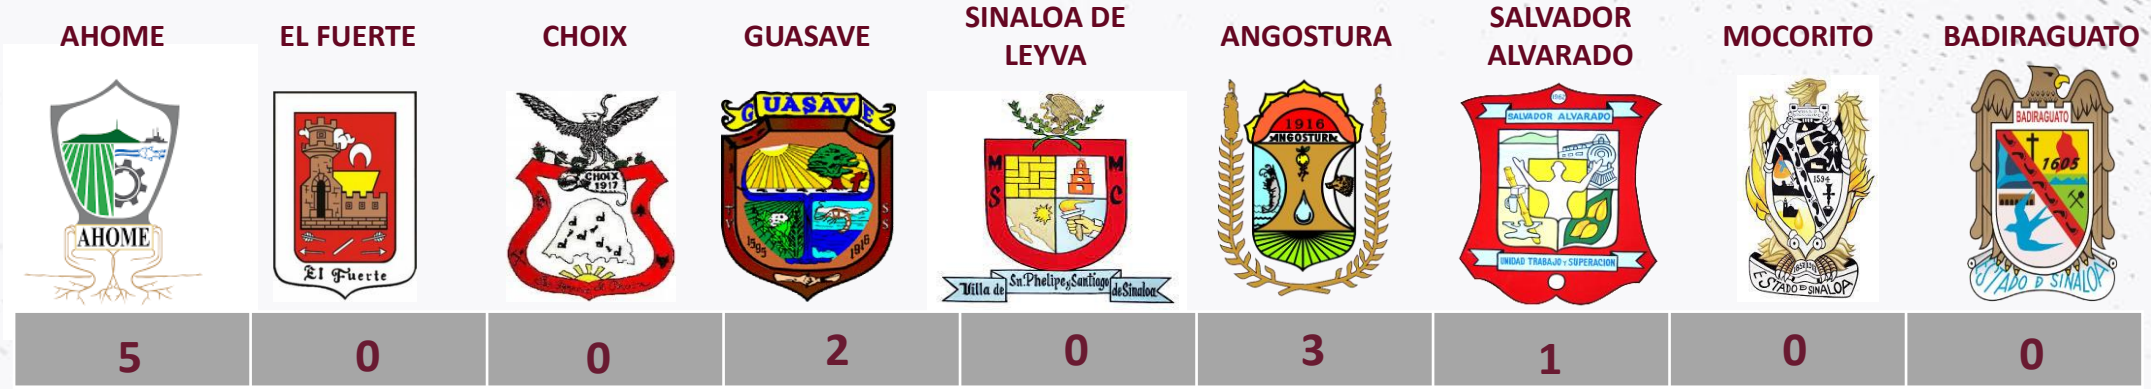 AHOME
EL FUERTE
CHOIX
GUASAVE
SINALOA DE
LEYVA
ANGOSTURA
SALVADOR
ALVARADO
MOCORITO
BADIRAGUATO
AHOME
El Fuerte
CHOIX
1917
GUASAVE
1595
1916
M M
S C
Villa de Sn. Phelipe y Santiago de Sinaloa
1916
ANGOSTURA
1962
SALVADOR ALVARADO
UNIDAD TRABAJO Y SUPERACION
1594
ESTADO DE SINALOA
BADIRAGUATO
1605
ESTADO D SINALOA
5
0
0
2
0
3
1
0
0